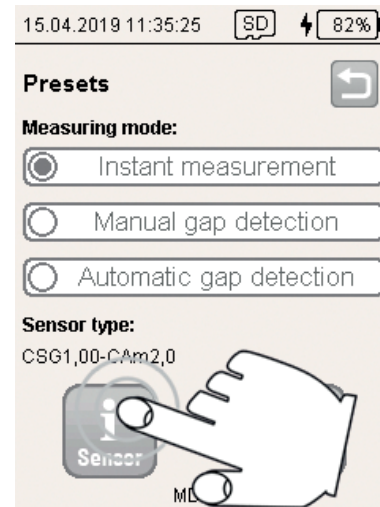 15.04.2019 11:35:25 SD 82%
Presets
Measuring mode:
Instant measurement
Manual gap detection
Automatic gap detection
Sensor type:
CSG1,00-CAm2,0
i
Sensor